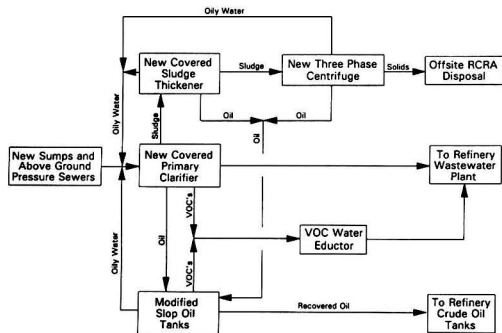 Oily Water
New Covered
Sludge
Thickener
Sludge
New Three Phase
Centrifuge
Solids
Offsite RCRA
Disposal
Oily Water
Sludge
Oil
Oil
Oil
New Sumps and
Above Ground
Pressure Sewers
New Covered
Primary
Clarifier
To Refinery
Wastewater
Plant
Oily Water
Oil
VOC's
VOC's
VOC Water
Eductor
Modified
Slop Oil
Tanks
Recovered Oil
To Refinery
Crude Oil
Tanks